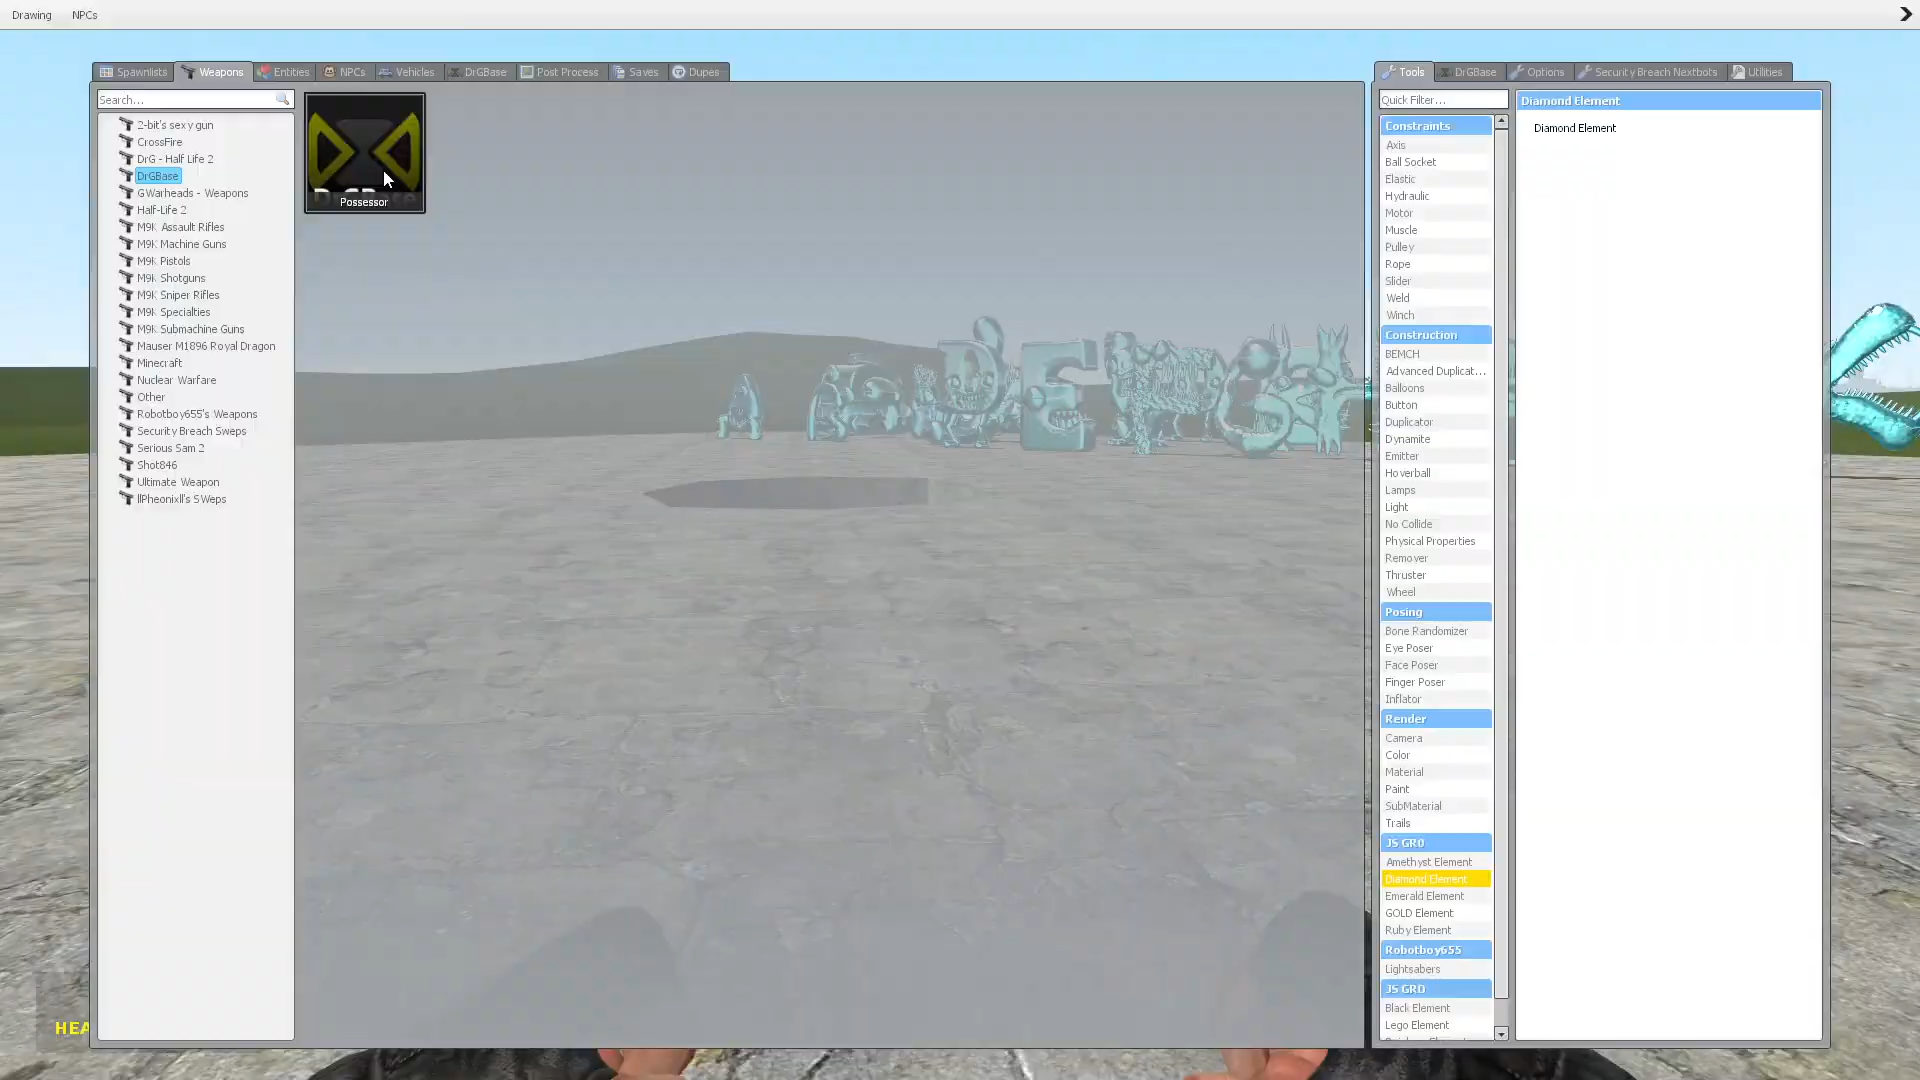 Drawing NPCs
Spawnlists Weapons Entities NPCs Vehicles DrGBase Post Process Saves Dupes
Tools DrGBase Options Security Breach Nextbots Utilities
Search...
2-bit's sexy gun
CrossFire
DrG - Half Life 2
DrGBase
GWarheads - Weapons
Half-Life 2
M9K Assault Rifles
M9K Machine Guns
M9K Pistols
M9K Shotguns
M9K Sniper Rifles
M9K Specialties
M9K Submachine Guns
Mauser M1896 Royal Dragon
Minecraft
Nuclear Warfare
Other
Robotboy655's Weapons
Security Breach Sweps
Serious Sam 2
Shot846
Ultimate Weapon
llPheonixll's SWeps
DrGBase
Possessor
Quick Filter...
Constraints
Axis
Ball Socket
Elastic
Hydraulic
Motor
Muscle
Pulley
Rope
Slider
Weld
Winch
Construction
BEMCH
Advanced Duplicat...
Balloons
Button
Duplicator
Dynamite
Emitter
Hoverball
Lamps
Light
No Collide
Physical Properties
Remover
Thruster
Wheel
Posing
Bone Randomizer
Eye Poser
Face Poser
Finger Poser
Inflator
Render
Camera
Color
Material
Paint
SubMaterial
Trails
JS GRO
Amethyst Element
Diamond Element
Emerald Element
GOLD Element
Ruby Element
Robotboy655
Lightsabers
JS GRD
Black Element
Lego Element
Diamond Element
Diamond Element
HEA